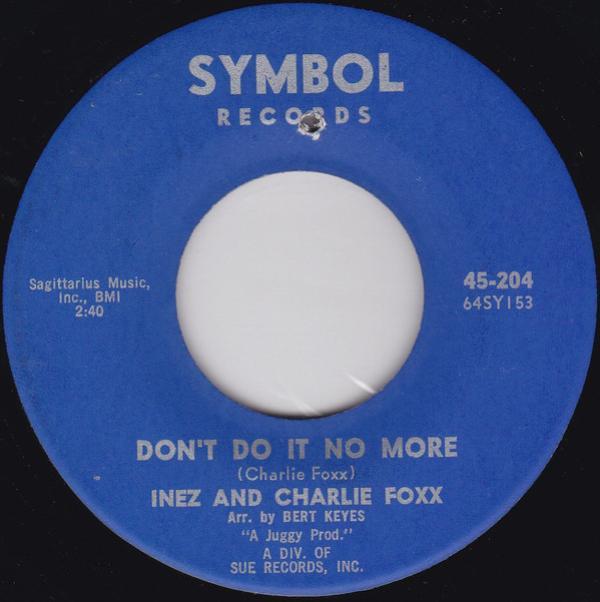 SYMBOL
RECORDS
Sagittarius Music,
Inc., BMI
2:40
45-204
64SY153
DON'T DO IT NO MORE
(Charlie Foxx)
INEZ AND CHARLIE FOXX
Arr. by BERT KEYES
"A Juggy Prod."
A DIV. OF
SUE RECORDS, INC.